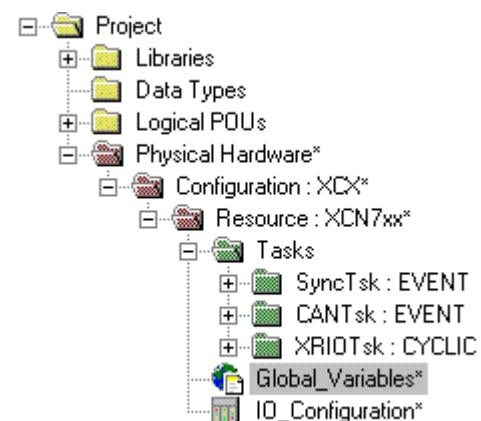 Project
Libraries
Data Types
Logical POUs
Physical Hardware*
Configuration : XCX*
Resource : XCN7xx*
Tasks
SyncTsk : EVENT
CANTsk : EVENT
XRIOTsk : CYCLIC
Global_Variables*
IO_Configuration*